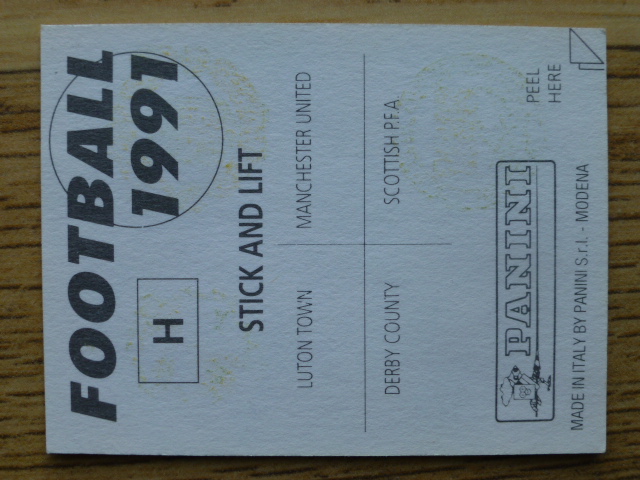 FOOTBALL
1991
H
STICK AND LIFT
LUTON TOWN
MANCHESTER UNITED
DERBY COUNTY
SCOTTISH P.F.A.
PANINI
PEEL
HERE
MADE IN ITALY BY PANINI S.r.l. - MODENA